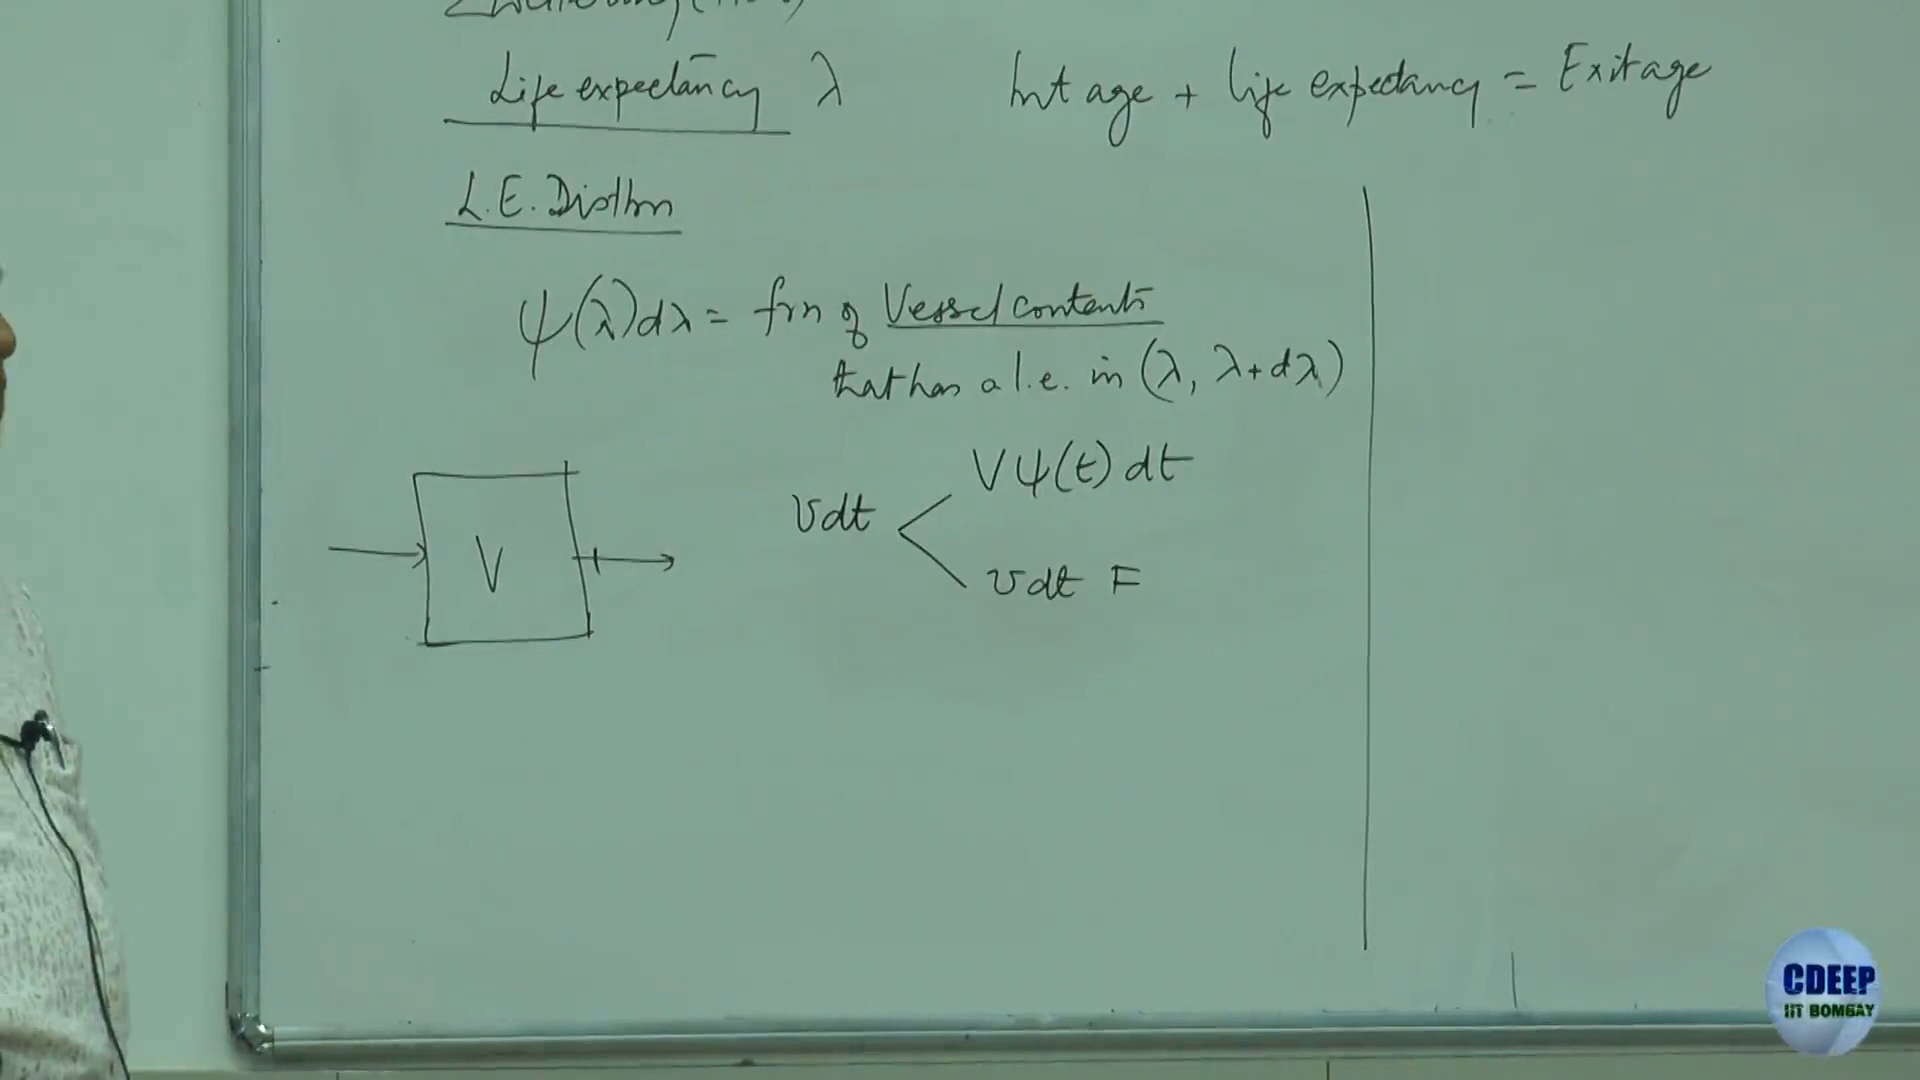 Life expectancy λ
Int age + life expectancy = Exit age
L.E. Distbn
ψ(λ)dλ = frn of Vessel contents
that has a l.e. in (λ, λ+dλ)
V
vdt
Vψ(t)dt
vdt F
CDEEP
IIT BOMBAY